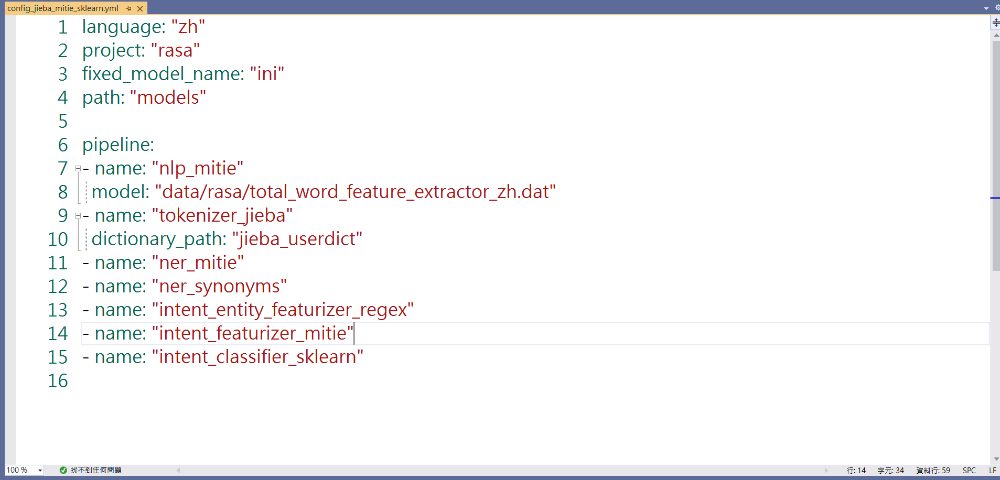 config_jieba_mitie_sklearn.yml
1 language: "zh"
2 project: "rasa"
3 fixed_model_name: "ini"
4 path: "models"
5
6 pipeline:
7 - name: "nlp_mitie"
8 model: "data/rasa/total_word_feature_extractor_zh.dat"
9 - name: "tokenizer_jieba"
10 dictionary_path: "jieba_userdict"
11 - name: "ner_mitie"
12 - name: "ner_synonyms"
13 - name: "intent_entity_featurizer_regex"
14 - name: "intent_featurizer_mitie"
15 - name: "intent_classifier_sklearn"
16
100 % 找不到任何問題 行: 14 字元: 34 資料行: 59 SPC LF